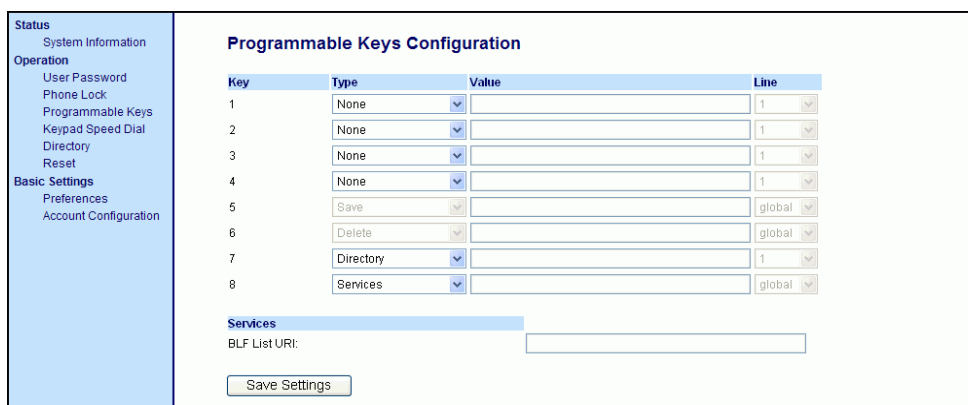 Status
System Information
Operation
User Password
Phone Lock
Programmable Keys
Keypad Speed Dial
Directory
Reset
Basic Settings
Preferences
Account Configuration
Programmable Keys Configuration
Key Type Value Line
1 None 1
2 None 1
3 None 1
4 None 1
5 Save global
6 Delete global
7 Directory 1
8 Services global
Services
BLF List URI:
Save Settings